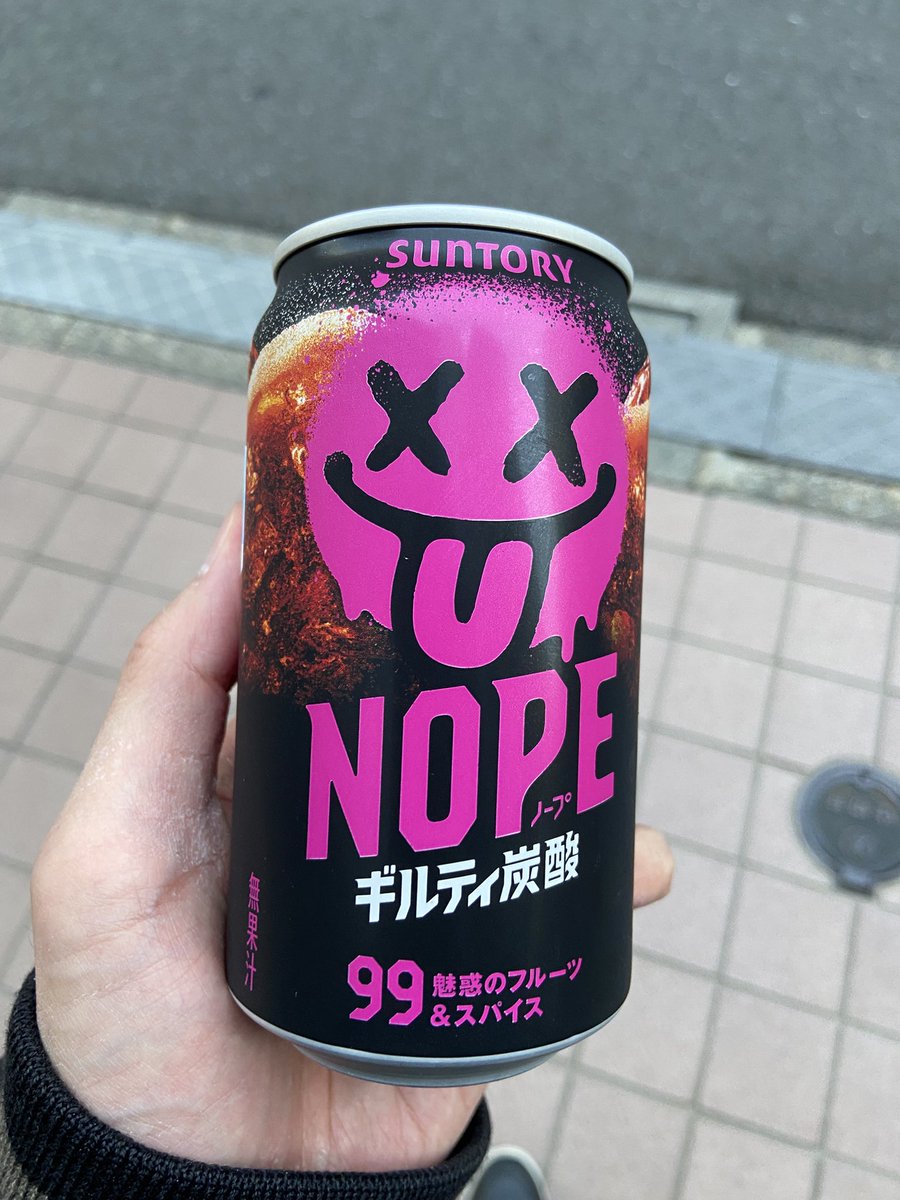 SUNTORY
NOPE
ノープ
ギルティ炭酸
無果汁
99 魅惑のフルーツ
&スパイス